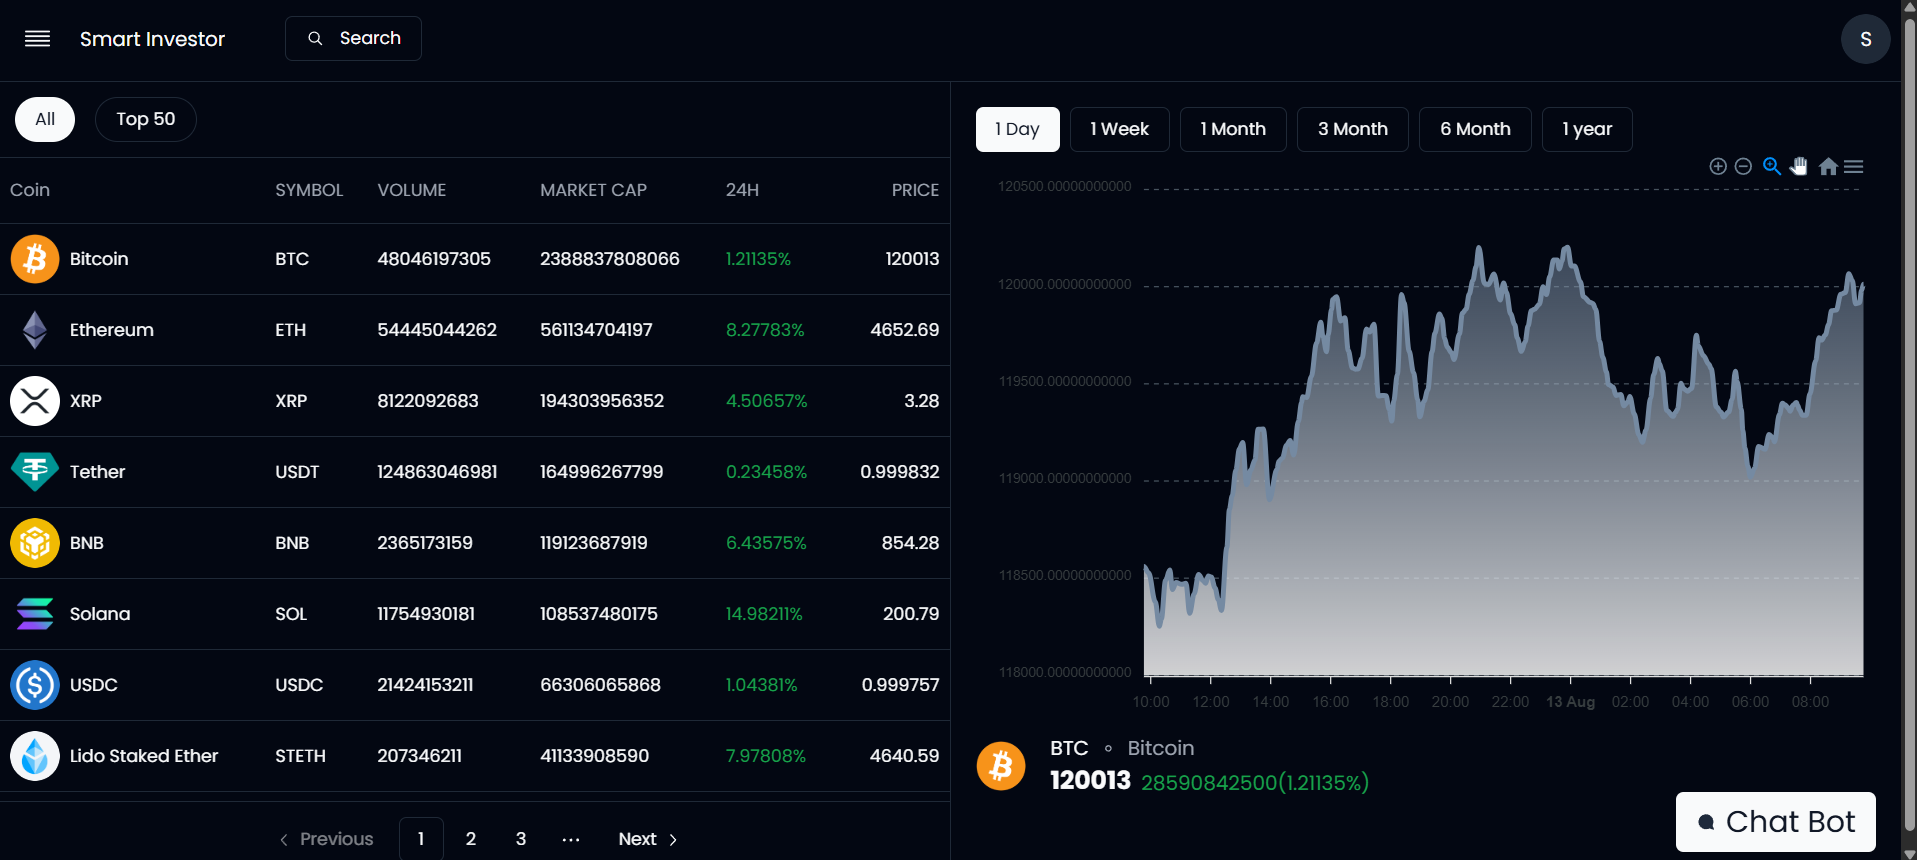 Smart Investor
Search
S
All
Top 50
Coin SYMBOL VOLUME MARKET CAP 24H PRICE
Bitcoin BTC 48046197305 2388837808066 1.21135% 120013
Ethereum ETH 54445044262 561134704197 8.27783% 4652.69
XRP XRP 8122092683 194303956352 4.50657% 3.28
Tether USDT 124863046981 164996267799 0.23458% 0.999832
BNB BNB 2365173159 119123687919 6.43575% 854.28
Solana SOL 11754930181 108537480175 14.98211% 200.79
USDC USDC 21424153211 66306065868 1.04381% 0.999757
Lido Staked Ether STETH 207346211 41133908590 7.97808% 4640.59
Previous 1 2 3 ... Next
1 Day 1 Week 1 Month 3 Month 6 Month 1 year
120500.00000000000
120000.00000000000
119500.00000000000
119000.00000000000
118500.00000000000
118000.00000000000
10:00 12:00 14:00 16:00 18:00 20:00 22:00 13 Aug 02:00 04:00 06:00 08:00
BTC Bitcoin
120013 28590842500(1.21135%)
Chat Bot